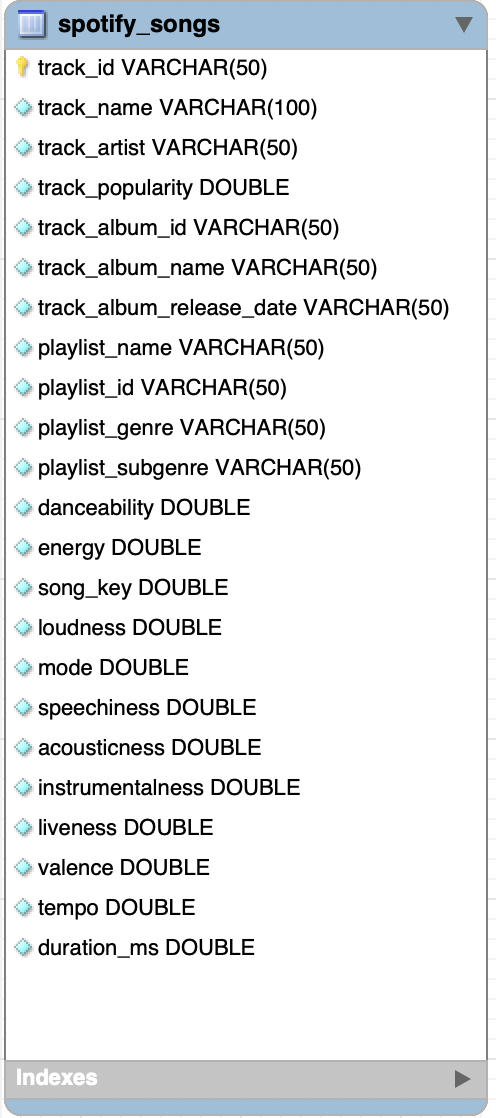 spotify_songs
track_id VARCHAR(50)
track_name VARCHAR(100)
track_artist VARCHAR(50)
track_popularity DOUBLE
track_album_id VARCHAR(50)
track_album_name VARCHAR(50)
track_album_release_date VARCHAR(50)
playlist_name VARCHAR(50)
playlist_id VARCHAR(50)
playlist_genre VARCHAR(50)
playlist_subgenre VARCHAR(50)
danceability DOUBLE
energy DOUBLE
song_key DOUBLE
loudness DOUBLE
mode DOUBLE
speechiness DOUBLE
acousticness DOUBLE
instrumentalness DOUBLE
liveness DOUBLE
valence DOUBLE
tempo DOUBLE
duration_ms DOUBLE
Indexes